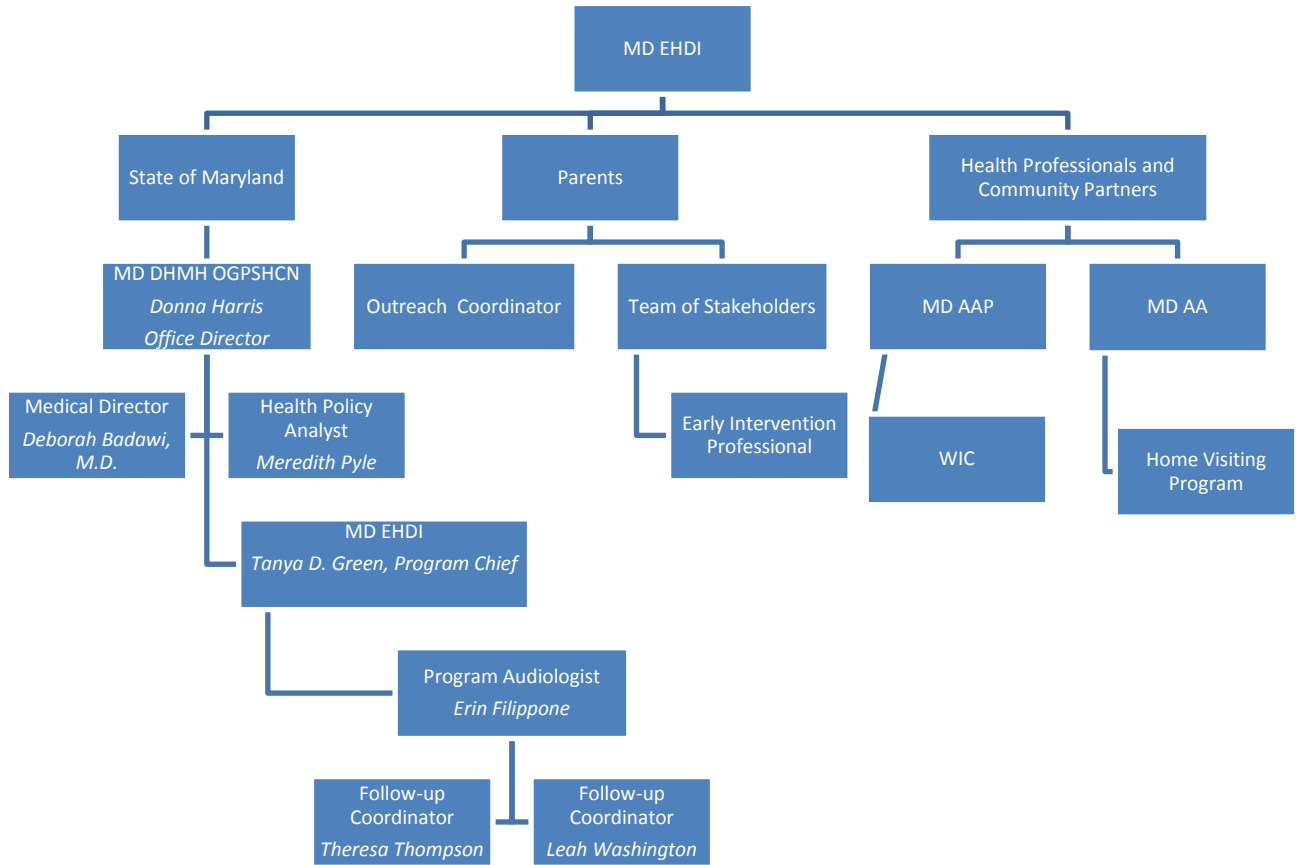 MD EHDI
State of Maryland
Parents
Health Professionals and
Community Partners
MD DHMH OGPSHCN
Donna Harris
Office Director
Outreach  Coordinator
Team of Stakeholders
MD AAP
MD AA
Medical Director
Deborah Badawi,
M.D.
Health Policy
Analyst
Meredith Pyle
Early Intervention
Professional
WIC
Home Visiting
Program
MD EHDI
Tanya D. Green, Program Chief
Program Audiologist
Erin Filippone
Follow-up
Coordinator
Theresa Thompson
Follow-up
Coordinator
Leah Washington